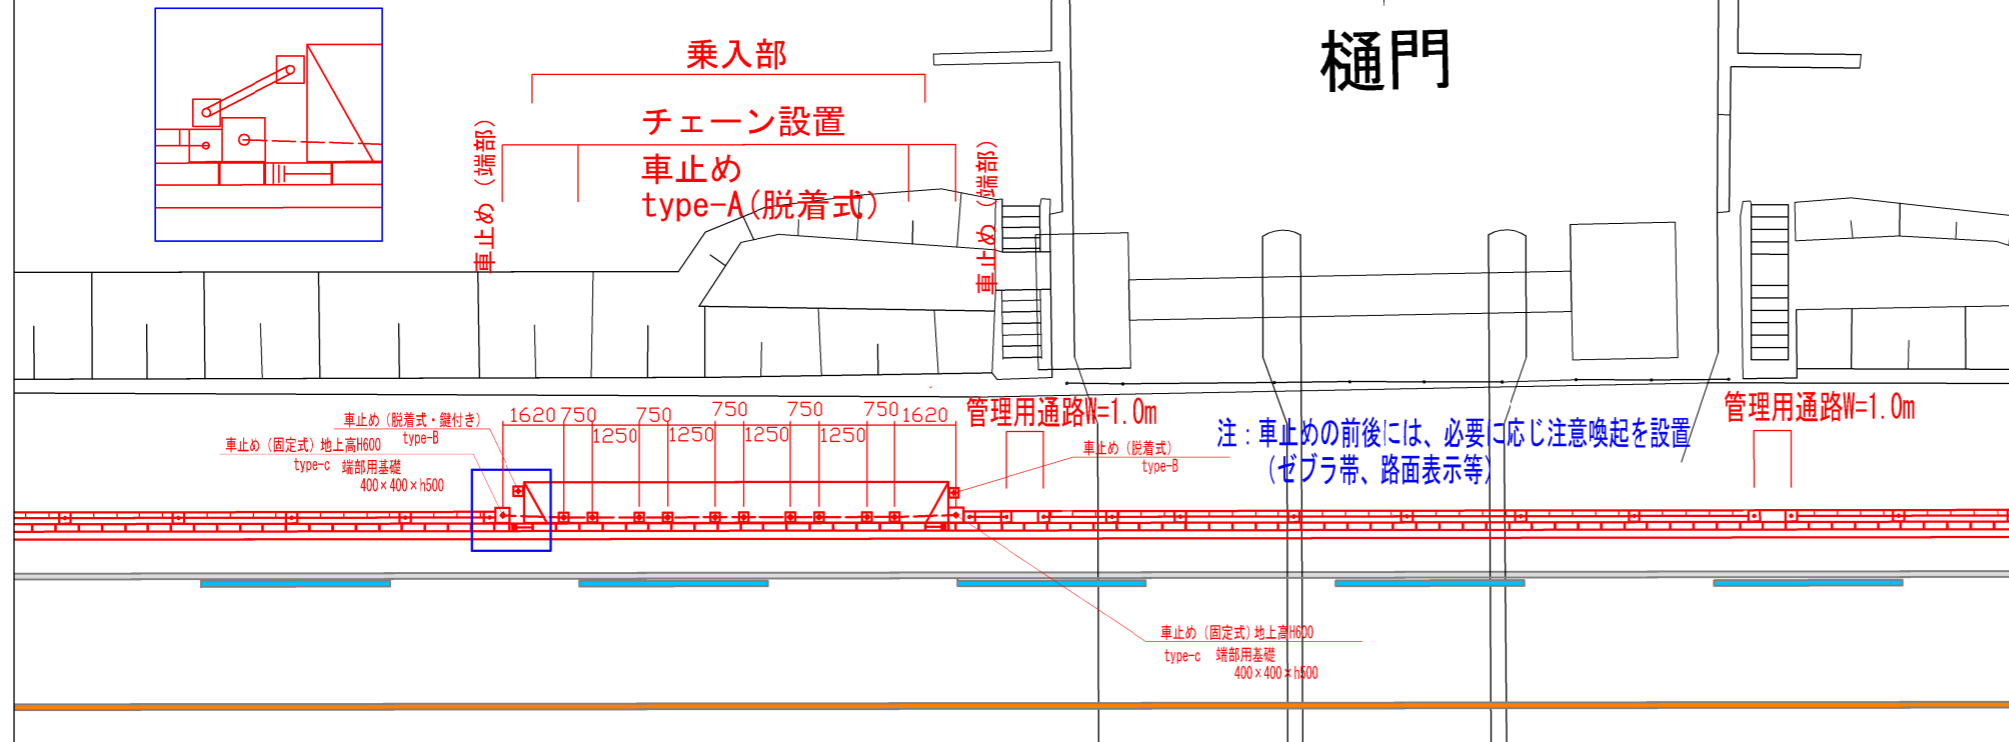 樋門
乗入部
チェーン設置
車止め
type-A(脱着式)
車止め（端部）
車止め（端部）
1620
750
750
750
750
750
1620
1250
1250
1250
1250
管理用通路W=1.0m
管理用通路W=1.0m
車止め（脱着式・鍵付き）
type-B
車止め（固定式）地上高H600
type-c　端部用基礎
400×400×h500
注：車止めの前後には、必要に応じ注意喚起を設置
（ゼブラ帯、路面表示等）
車止め（脱着式）
type-B
車止め（固定式）地上高H600
type-c　端部用基礎
400×400×h500